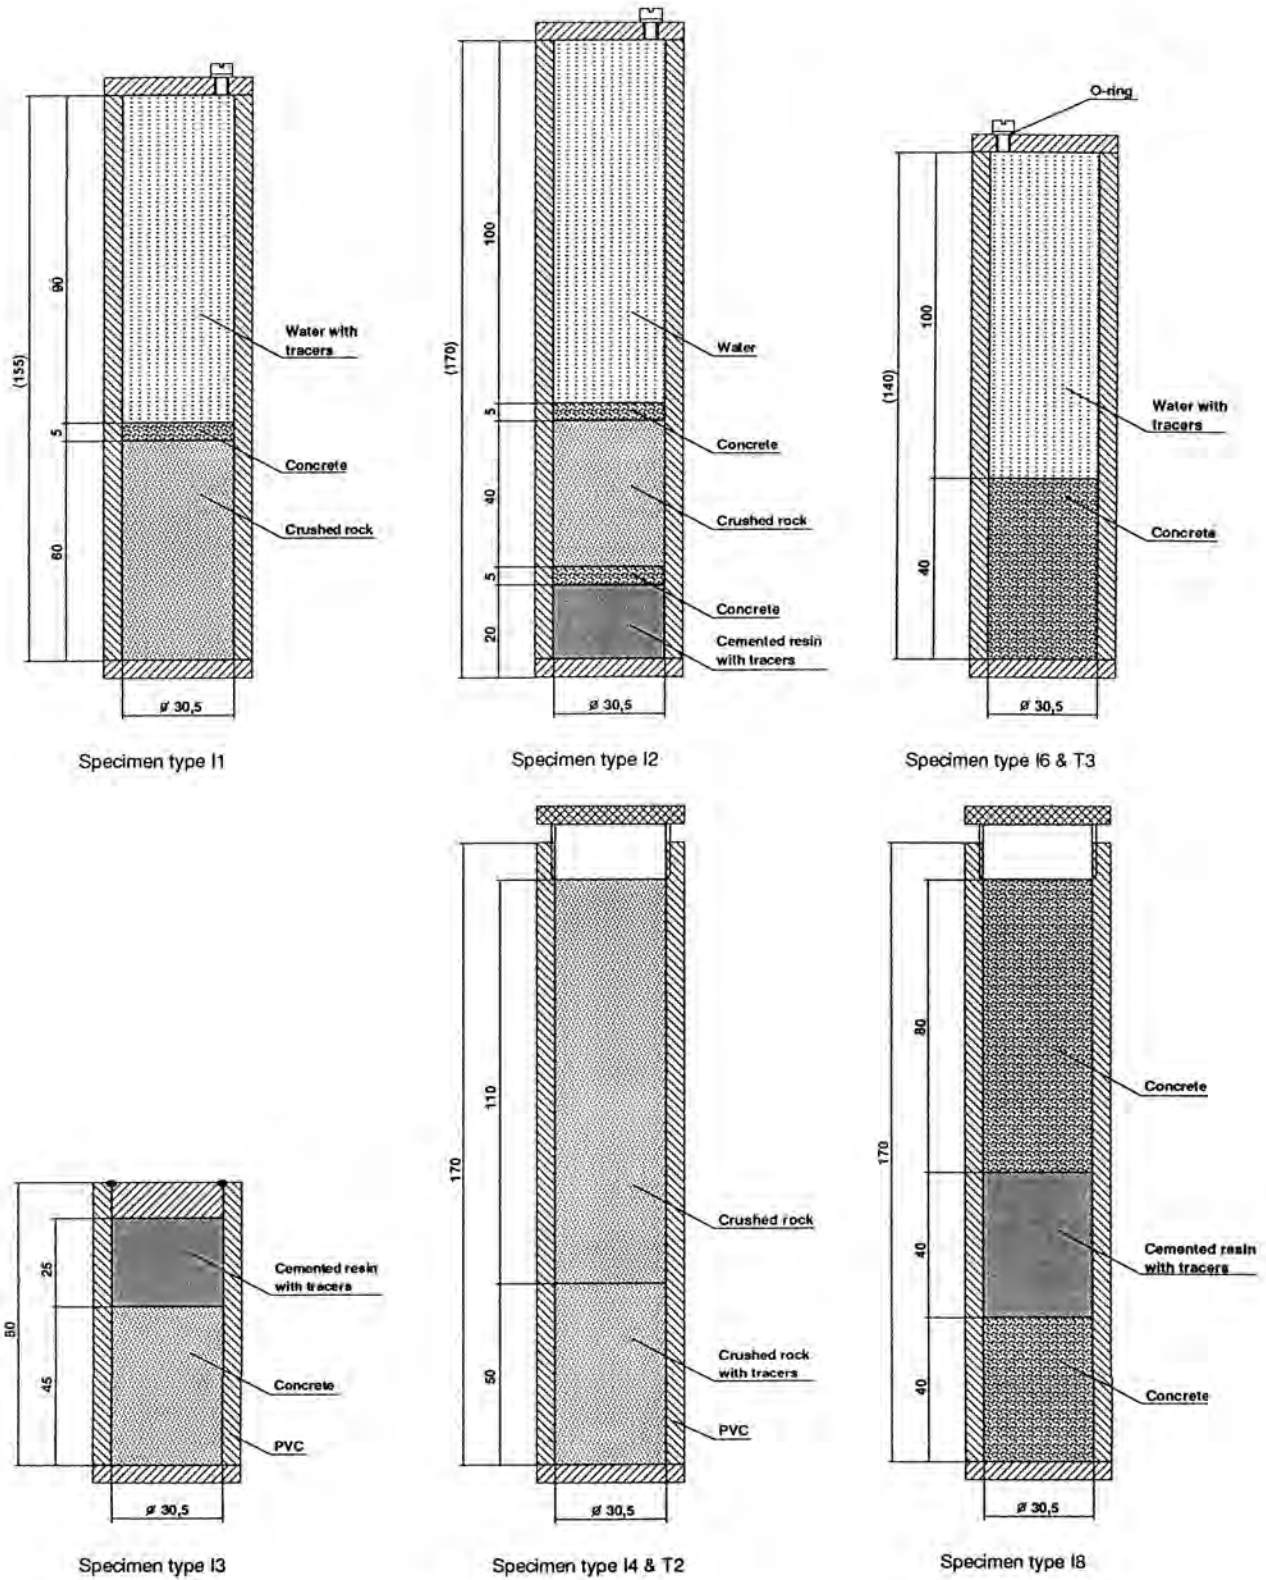 O-ring
(155)
90
5
60
Water with
tracers
Concrete
Crushed rock
ø 30,5
Specimen type I1
(170)
100
5
40
5
20
Water
Concrete
Crushed rock
Concrete
Cemented resin
with tracers
ø 30,5
Specimen type I2
(140)
100
40
Water with
tracers
Concrete
ø 30,5
Specimen type I6 & T3
80
25
45
Cemented resin
with tracers
Concrete
PVC
ø 30,5
Specimen type I3
170
110
50
Crushed rock
Crushed rock
with tracers
PVC
ø 30,5
Specimen type I4 & T2
170
80
40
40
Concrete
Cemented resin
with tracers
Concrete
ø 30,5
Specimen type I8